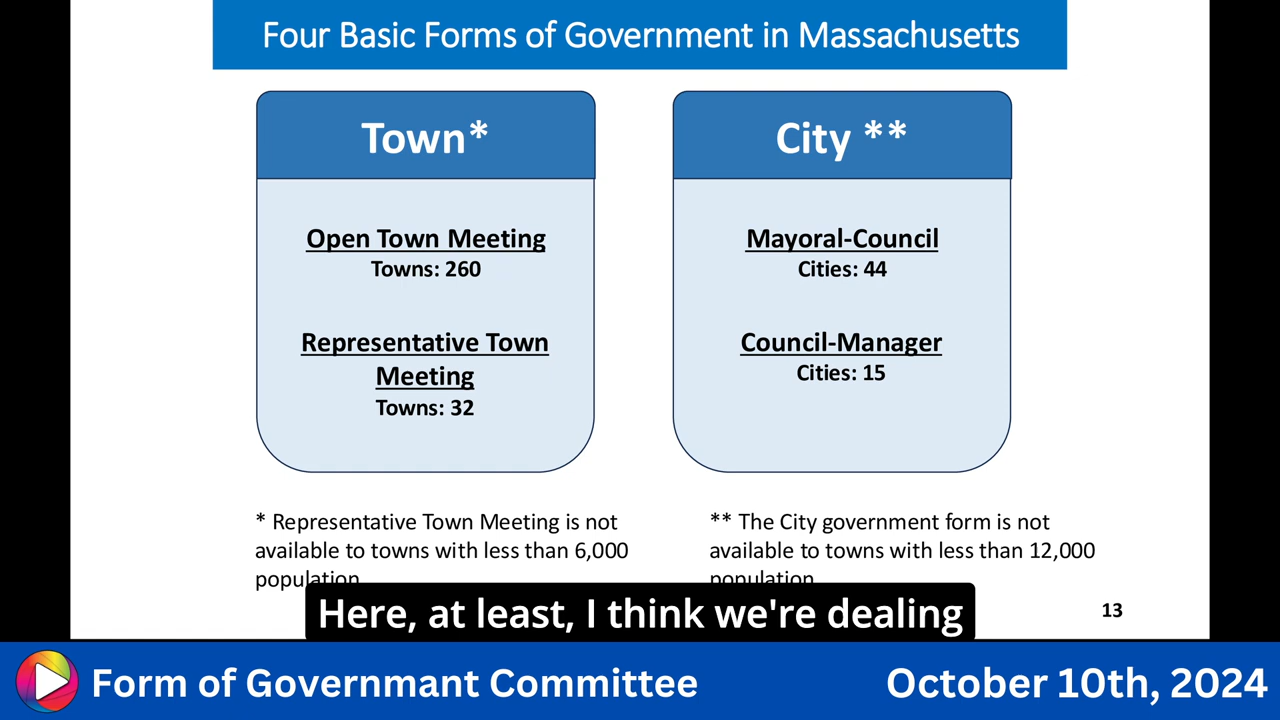 Four Basic Forms of Government in Massachusetts
Town*
Open Town Meeting
Towns: 260
Representative Town
Meeting
Towns: 32
City **
Mayoral-Council
Cities: 44
Council-Manager
Cities: 15
* Representative Town Meeting is not
available to towns with less than 6,000
population
** The City government form is not
available to towns with less than 12,000
population
Here, at least, I think we're dealing
13
Form of Governmant Committee
October 10th, 2024